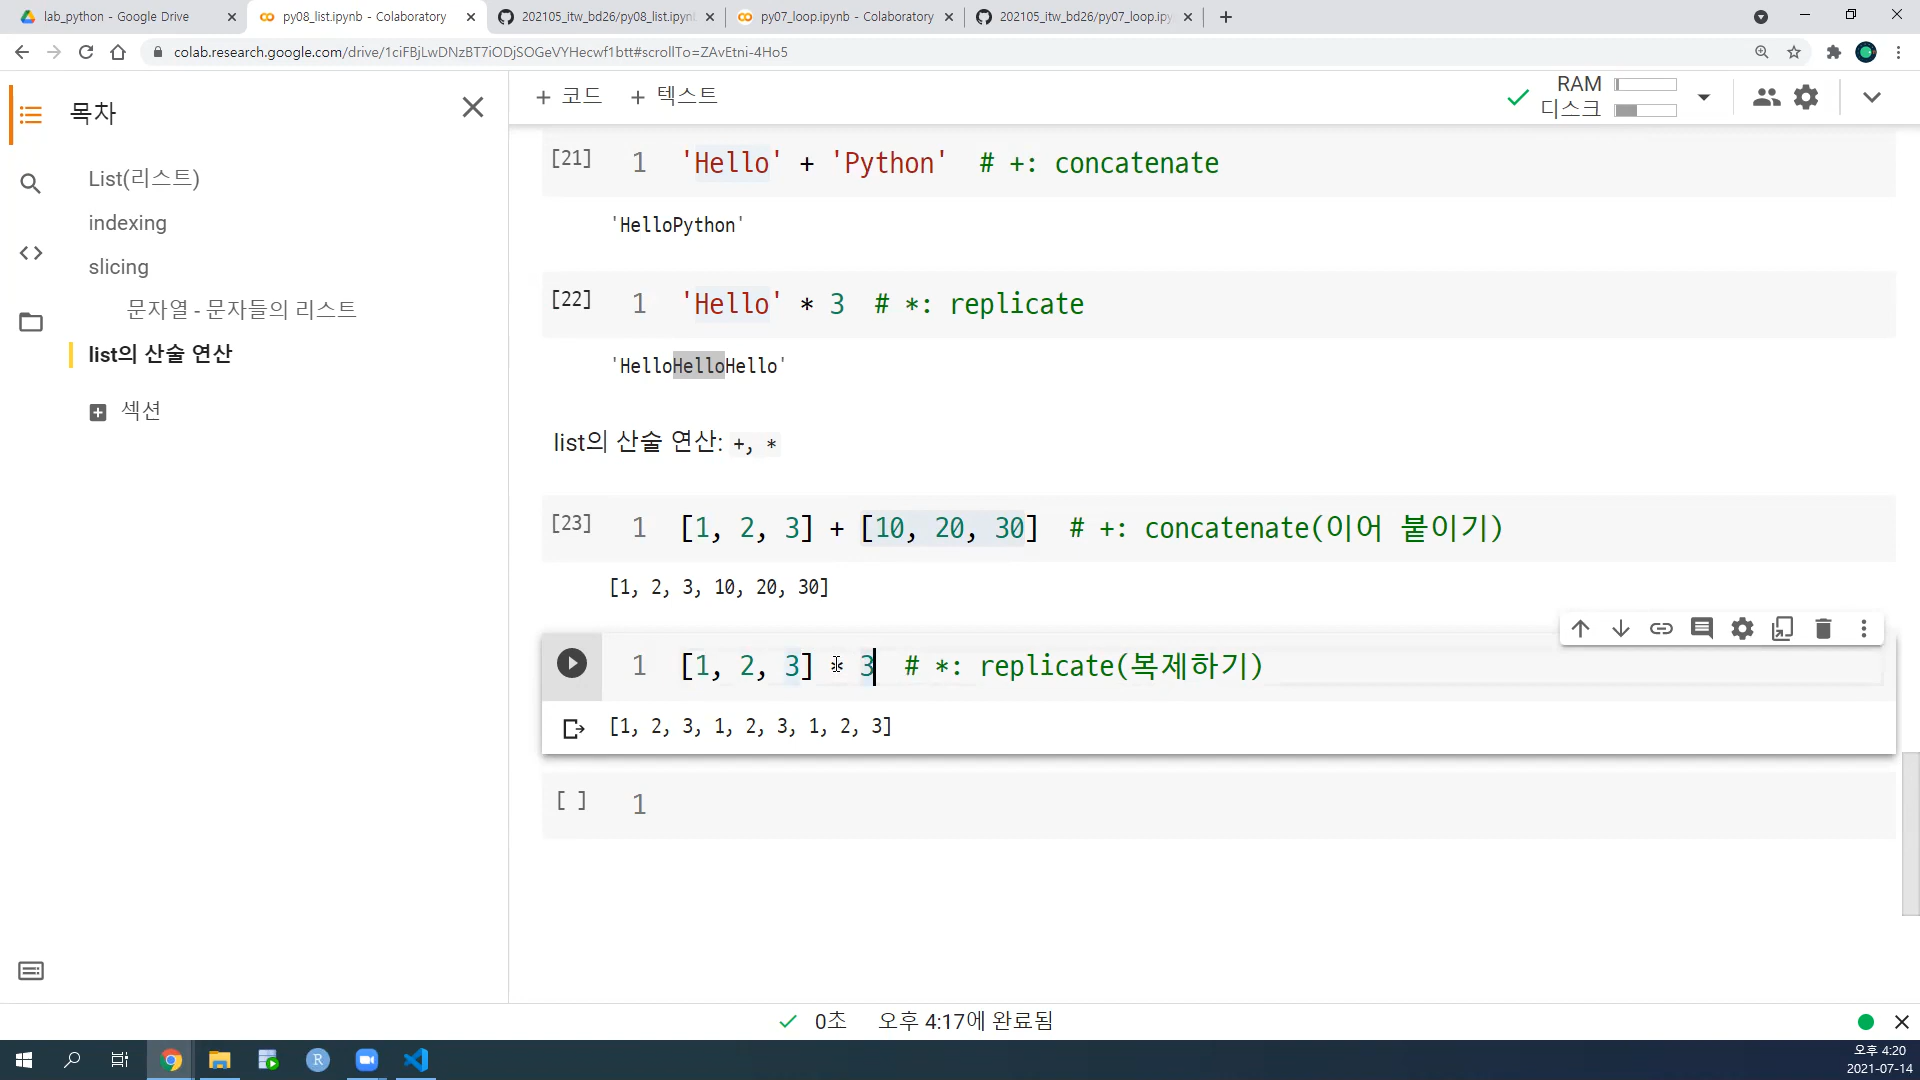 lab_python - Google Drive
py08_list.ipynb - Colaboratory
202105_itw_bd26/py08_list.ipyn
py07_loop.ipynb - Colaboratory
202105_itw_bd26/py07_loop.ipy
colab.research.google.com/drive/1ciFBjLwDNzBT7iODjSOGeVYHecwf1btt#scrollTo=ZAvEtni-4Ho5
목차
+ 코드 + 텍스트
RAM
디스크
List(리스트)
indexing
slicing
문자열 - 문자들의 리스트
list의 산술 연산
섹션
[21] 1 'Hello' + 'Python' # +: concatenate
'HelloPython'
[22] 1 'Hello' * 3 # *: replicate
'HelloHelloHello'
list의 산술 연산: +, *
[23] 1 [1, 2, 3] + [10, 20, 30] # +: concatenate(이어 붙이기)
[1, 2, 3, 10, 20, 30]
1 [1, 2, 3] * 3 # *: replicate(복제하기)
[1, 2, 3, 1, 2, 3, 1, 2, 3]
[ ] 1
0초 오후 4:17에 완료됨
R
오후 4:20
2021-07-14